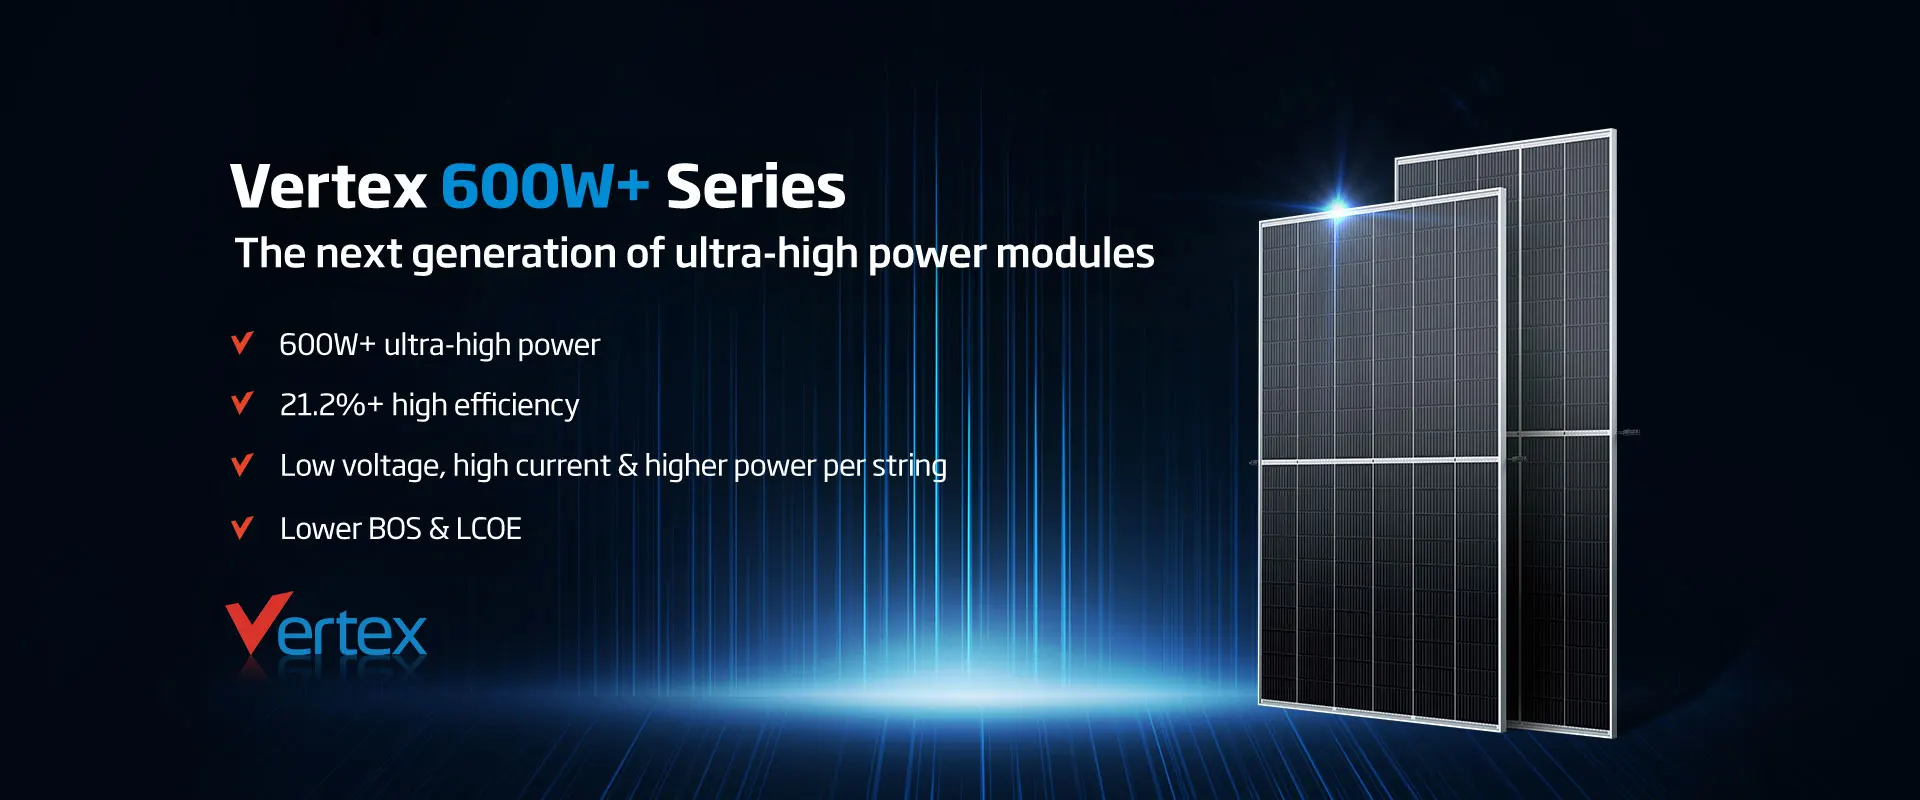 Vertex 600W+ Series
The next generation of ultra-high power modules
600W+ ultra-high power
21.2%+ high efficiency
Low voltage, high current & higher power per string
Lower BOS & LCOE
Vertex